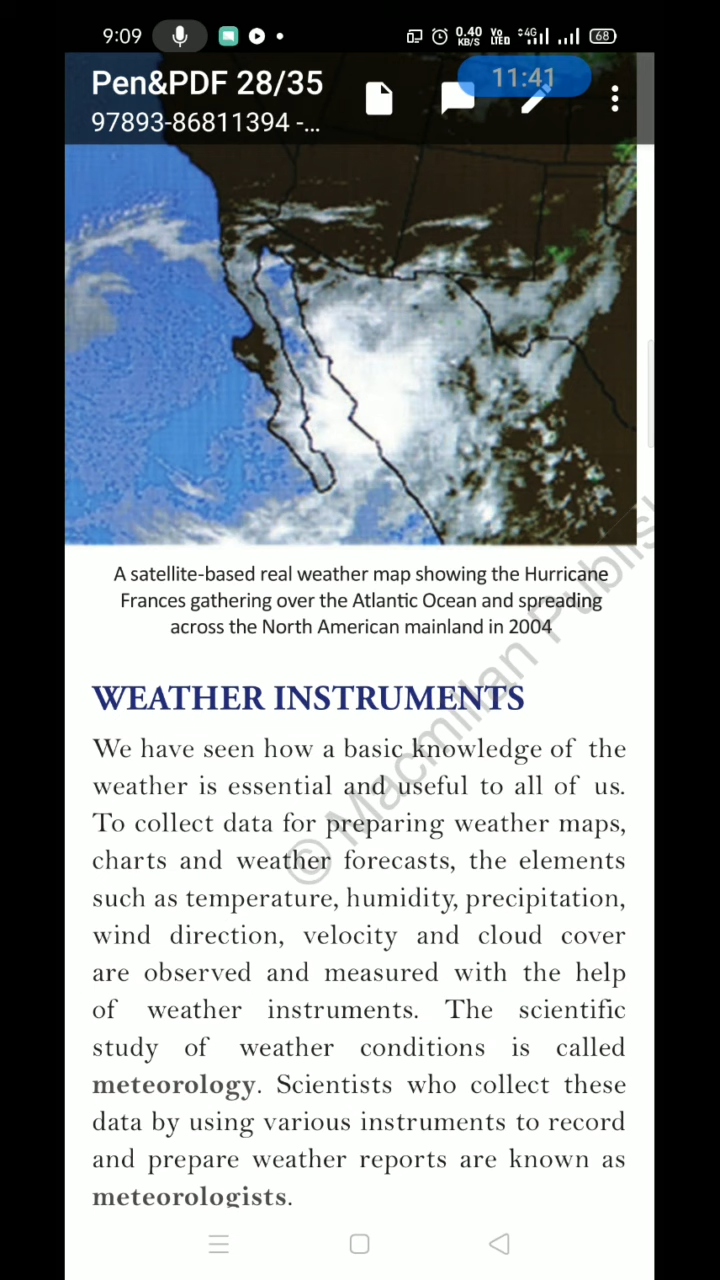 9:09
0.40 KB/S
Vo LTED
4G
68
11:41
Pen&PDF 28/35
97893-86811394 -...
A satellite-based real weather map showing the Hurricane
Frances gathering over the Atlantic Ocean and spreading
across the North American mainland in 2004
WEATHER INSTRUMENTS
We have seen how a basic knowledge of the
weather is essential and useful to all of us.
To collect data for preparing weather maps,
charts and weather forecasts, the elements
such as temperature, humidity, precipitation,
wind direction, velocity and cloud cover
are observed and measured with the help
of weather instruments. The scientific
study of weather conditions is called
meteorology. Scientists who collect these
data by using various instruments to record
and prepare weather reports are known as
meteorologists.
© Macmillan Publish